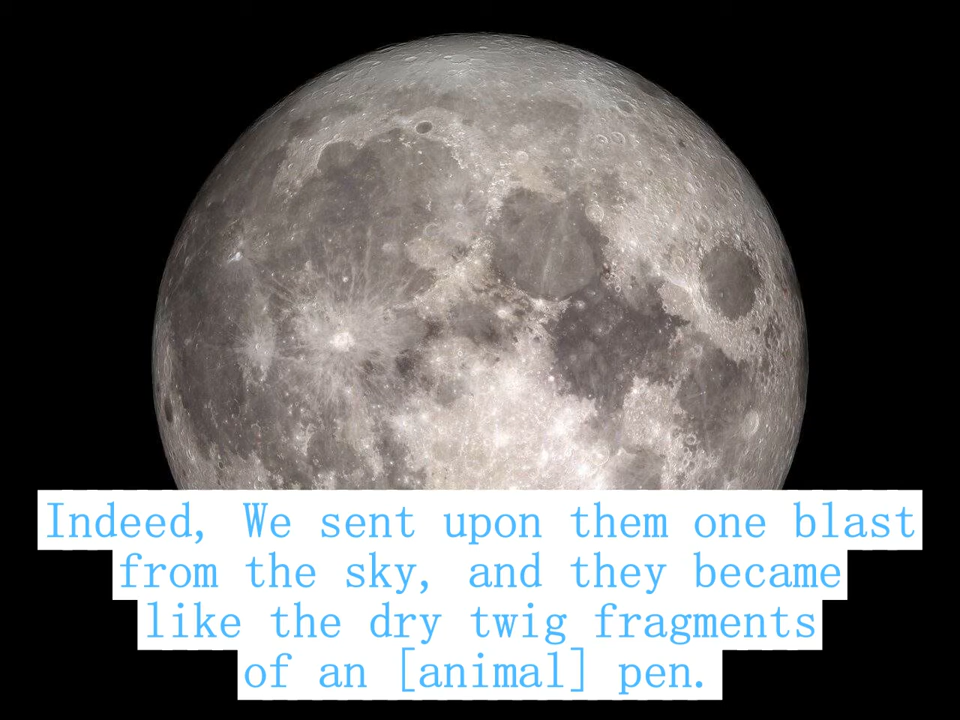 Indeed, We sent upon them one blast
from the sky, and they became
like the dry twig fragments
of an [animal] pen.